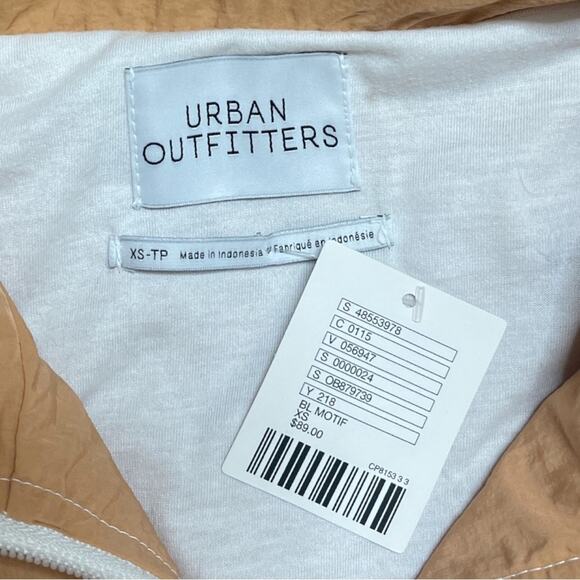 URBAN
OUTFITTERS
XS-TP Made in Indonesia Fabriqué en Indonésie
S 48553978
C 0115
V 056947
S 0000024
S OB879739
Y 218
BL MOTIF
XS
$89.00
CP8153 3 3